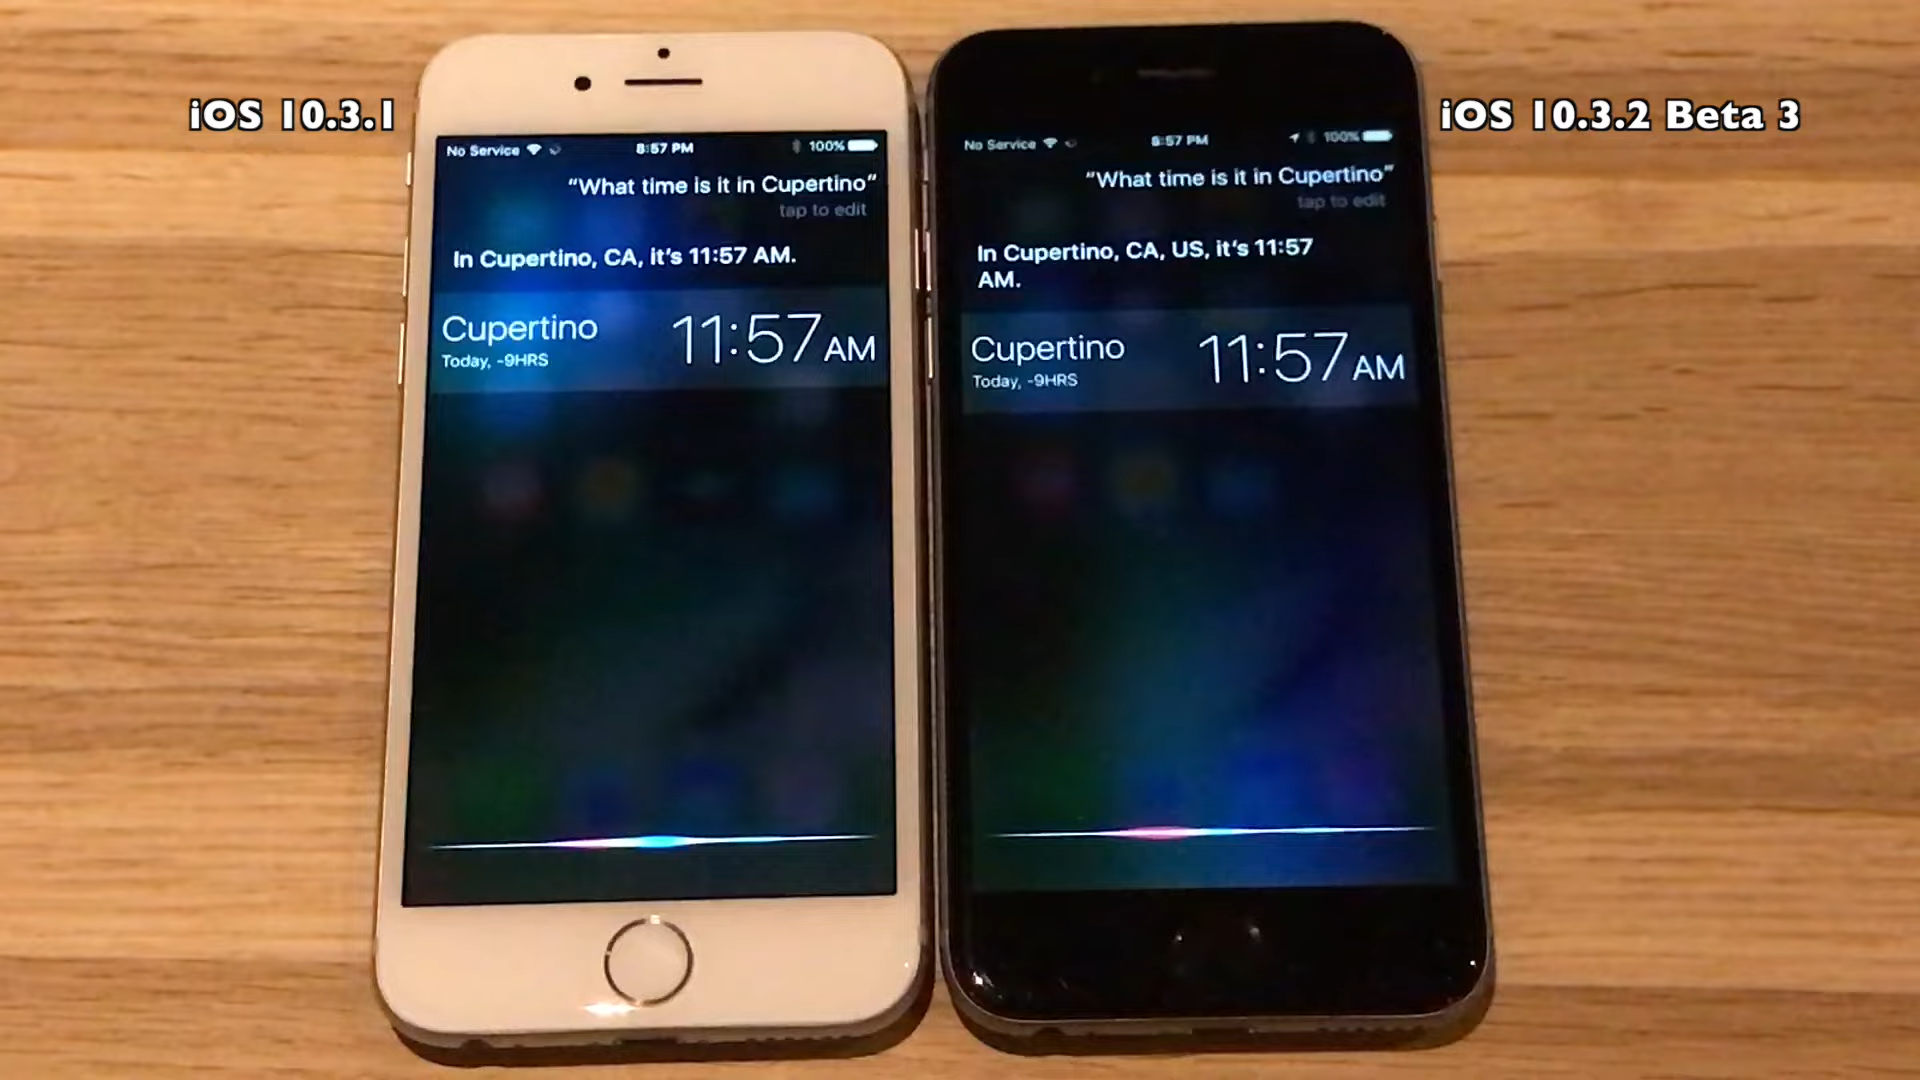 iOS 10.3.1
No Service 8:57 PM 100%
“What time is it in Cupertino”
tap to edit
In Cupertino, CA, it’s 11:57 AM.
Cupertino
Today, -9HRS
11:57AM
iOS 10.3.2 Beta 3
No Service 8:57 PM 100%
“What time is it in Cupertino”
tap to edit
In Cupertino, CA, US, it’s 11:57
AM.
Cupertino
Today, -9HRS
11:57AM